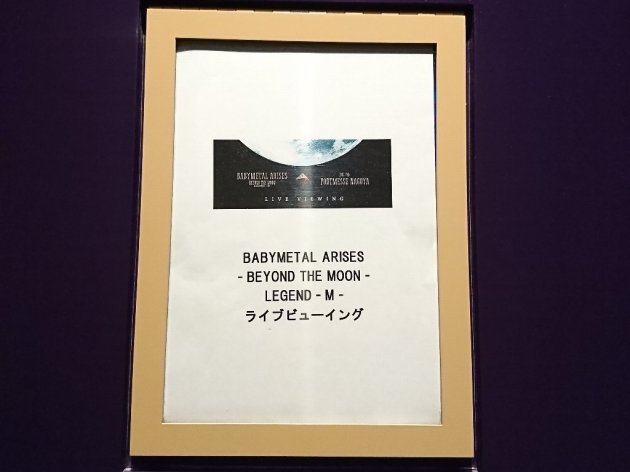 BABYMETAL ARISES
PORTMESSE NAGOYA
LIVE VIEWING
BABYMETAL ARISES
- BEYOND THE MOON -
LEGEND - M -
ライブビューイング